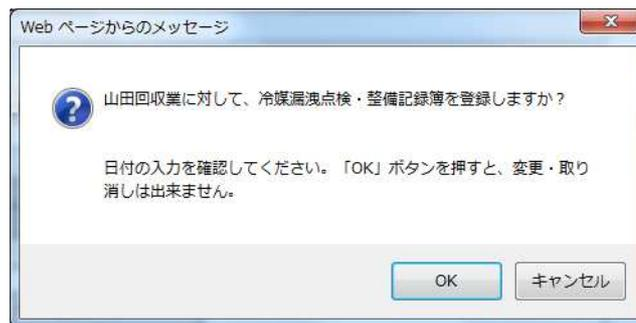 Web ページからのメッセージ
山田回収業に対して、冷媒漏洩点検・整備記録簿を登録しますか？
日付の入力を確認してください。「OK」ボタンを押すと、変更・取り
消しは出来ません。
OK
キャンセル